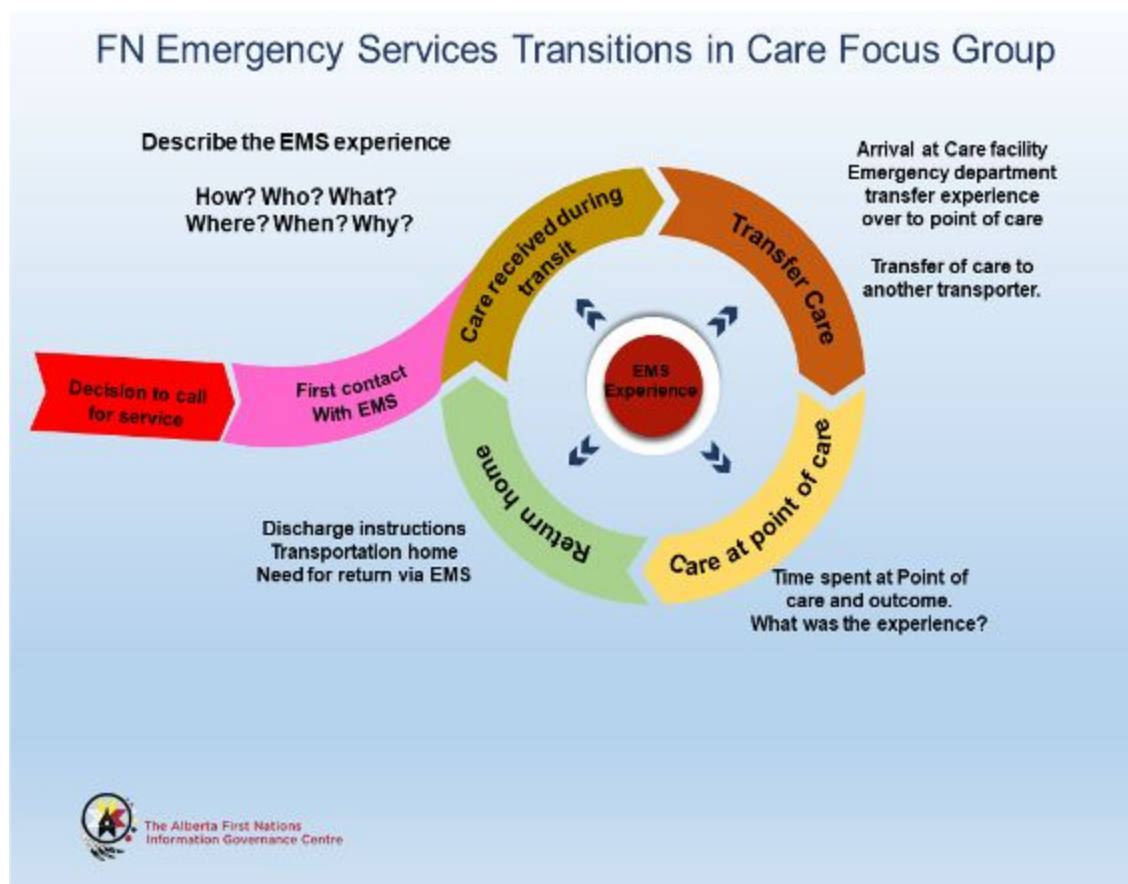 FN Emergency Services Transitions in Care Focus Group
Describe the EMS experience
How? Who? What?
Where? When? Why?
Decision to call
for service
First contact
With EMS
Care received during
transit
Transfer Care
Arrival at Care facility
Emergency department
transfer experience
over to point of care
Transfer of care to
another transporter.
EMS
Experience
Care at point of care
Time spent at Point of
care and outcome.
What was the experience?
Return home
Discharge instructions
Transportation home
Need for return via EMS
The Alberta First Nations
Information Governance Centre